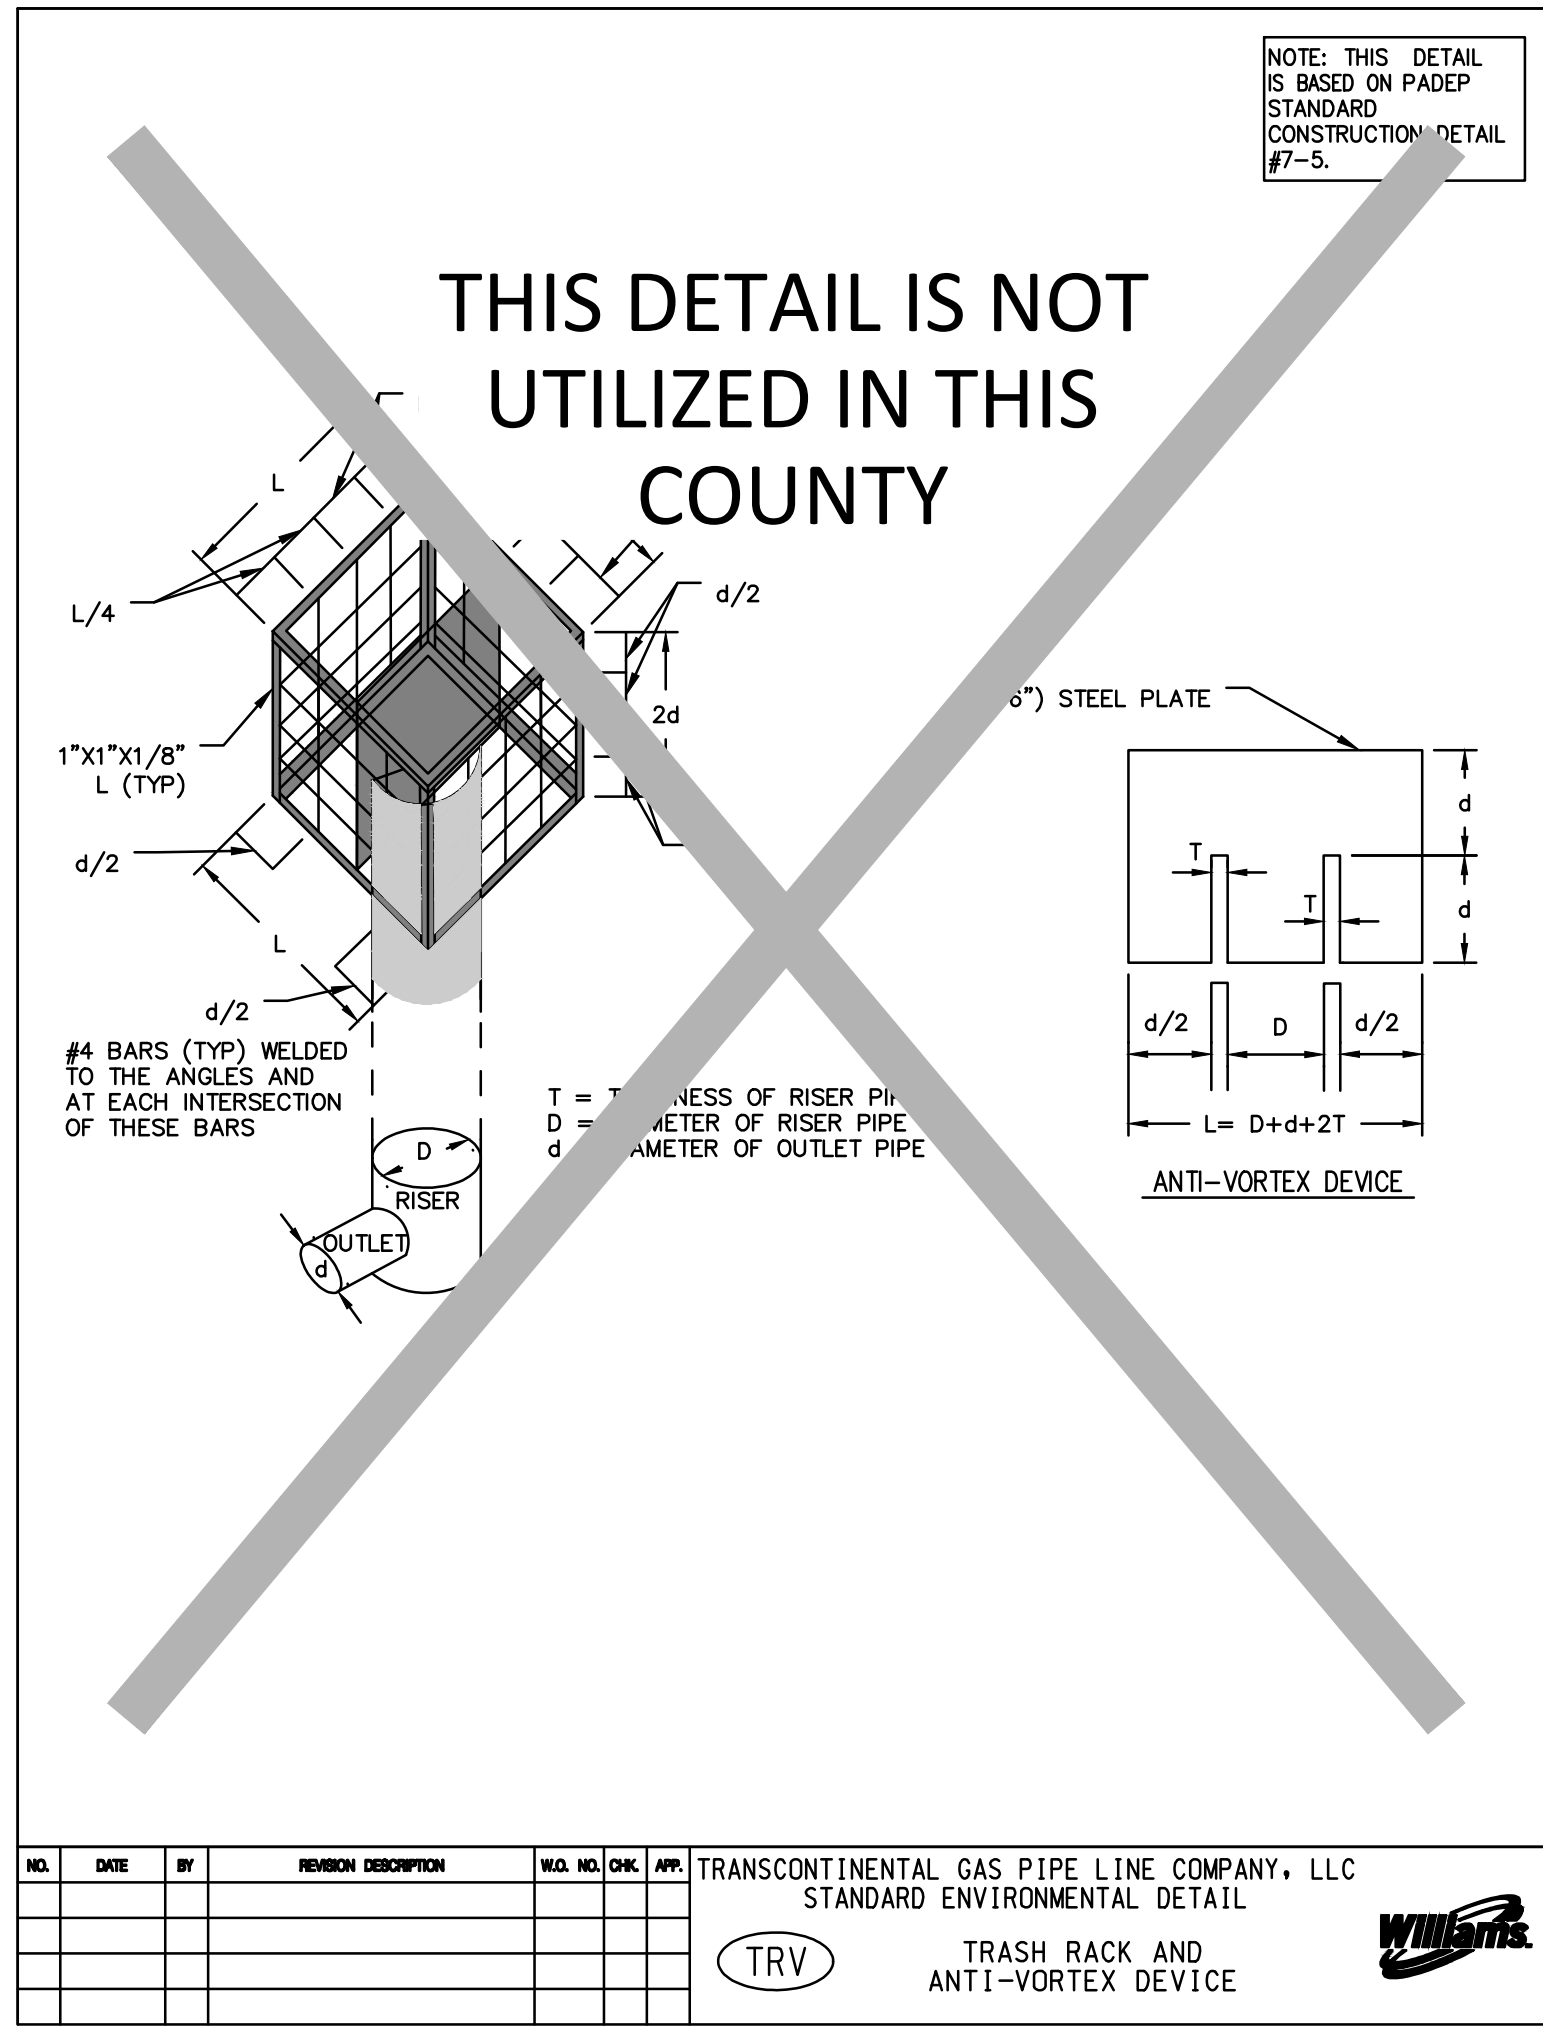 NOTE: THIS DETAIL
IS BASED ON PADEP
STANDARD
CONSTRUCTION DETAIL
#7-5.
THIS DETAIL IS NOT
UTILIZED IN THIS
COUNTY
L
L/4
d/2
2d
1"X1"X1/8"
L (TYP)
d/2
L
d/2
#4 BARS (TYP) WELDED
TO THE ANGLES AND
AT EACH INTERSECTION
OF THESE BARS
D
RISER
OUTLET
d
T = OF RISER
D = OF RISER PIPE
d OF OUTLET PIPE
STEEL PLATE
d
T
d
T
d/2
D
d/2
L= D+d+2T
ANTI-VORTEX DEVICE
NO. DATE BY REVISION DESCRIPTION W.O. NO. CHK. APP.
TRANSCONTINENTAL GAS PIPE LINE COMPANY, LLC
STANDARD ENVIRONMENTAL DETAIL
TRV
TRASH RACK AND
ANTI-VORTEX DEVICE
Williams